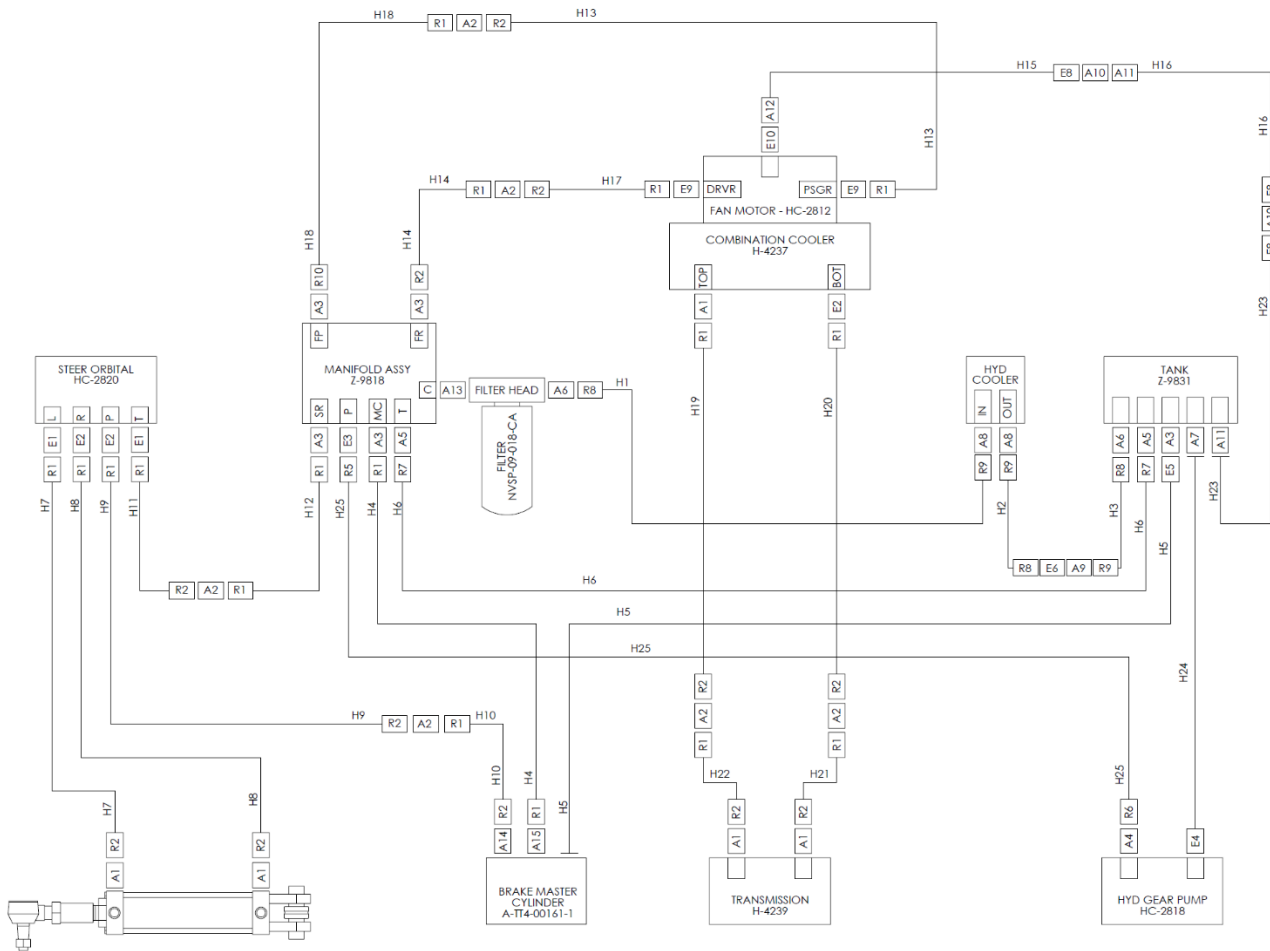 H18
R1 A2 R2
H13
H15
E8 A10 A11
H16
H16
A12
E10
H13
H14
R1 A2 R2
H17
R1 E9 DRVR
PSGR E9 R1
FAN MOTOR - HC-2812
COMBINATION COOLER
H-4237
TOP
BOT
H18
H14
R10
R2
A3
A3
A1
E2
R1
R1
H23
FP
FR
MANIFOLD ASSY
Z-9818
C A13 FILTER HEAD A6 R8
H1
SR P MC T
A3 E3 A3 A5
R1 R5 R1 R7
FILTER
NVSP-09-018-CA
STEER ORBITAL
HC-2820
L R P T
E1 E2 E2 E1
R1 R1 R1 R1
H7 H8 H9 H11
H12 H25 H4 H6
H19
H20
HYD
COOLER
IN OUT
A8 A8
R9 R9
H2
TANK
Z-9831
A6 A5 A3 A7 A11
R8 R7 E5
H3 H6 H5
H23
R8 E6 A9 R9
R2 A2 R1
H6
H5
H25
H24
H9
R2 A2 R1
H10
R2
A2
R1
R2
A2
R1
H22
H21
H7
H8
H10
H4
H5
H25
R2
R2
R2
R1
R2
R2
R6
A1
A1
A14
A15
A1
A1
A4
E4
BRAKE MASTER
CYLINDER
A-TT4-00161-1
TRANSMISSION
H-4239
HYD GEAR PUMP
HC-2818